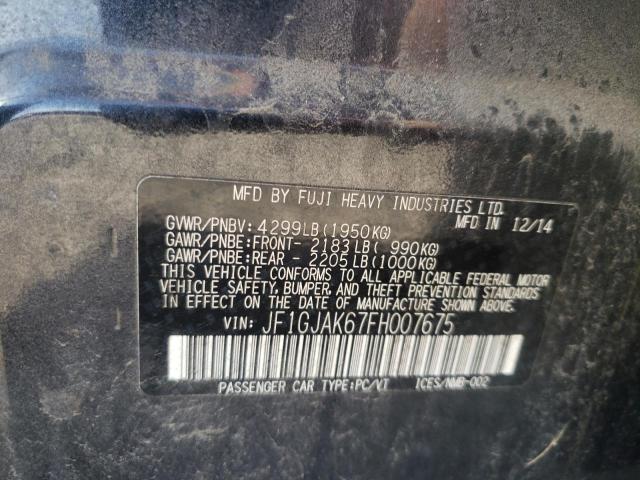 MFD BY FUJI HEAVY INDUSTRIES LTD.
MFD IN 12/14
GVWR/PNBV: 4299LB(1950KG)
GAWR/PNBE:FRONT- 2183LB( 990KG)
GAWR/PNBE:REAR - 2205LB(1000KG)
THIS VEHICLE CONFORMS TO ALL APPLICABLE FEDERAL MOTOR
VEHICLE SAFETY, BUMPER, AND THEFT PREVENTION STANDARDS
IN EFFECT ON THE DATE OF MANUFACTURE SHOWN ABOVE.
VIN: JF1GJAK67FH007675
PASSENGER CAR TYPE:PC/VT ICES/NMB-002